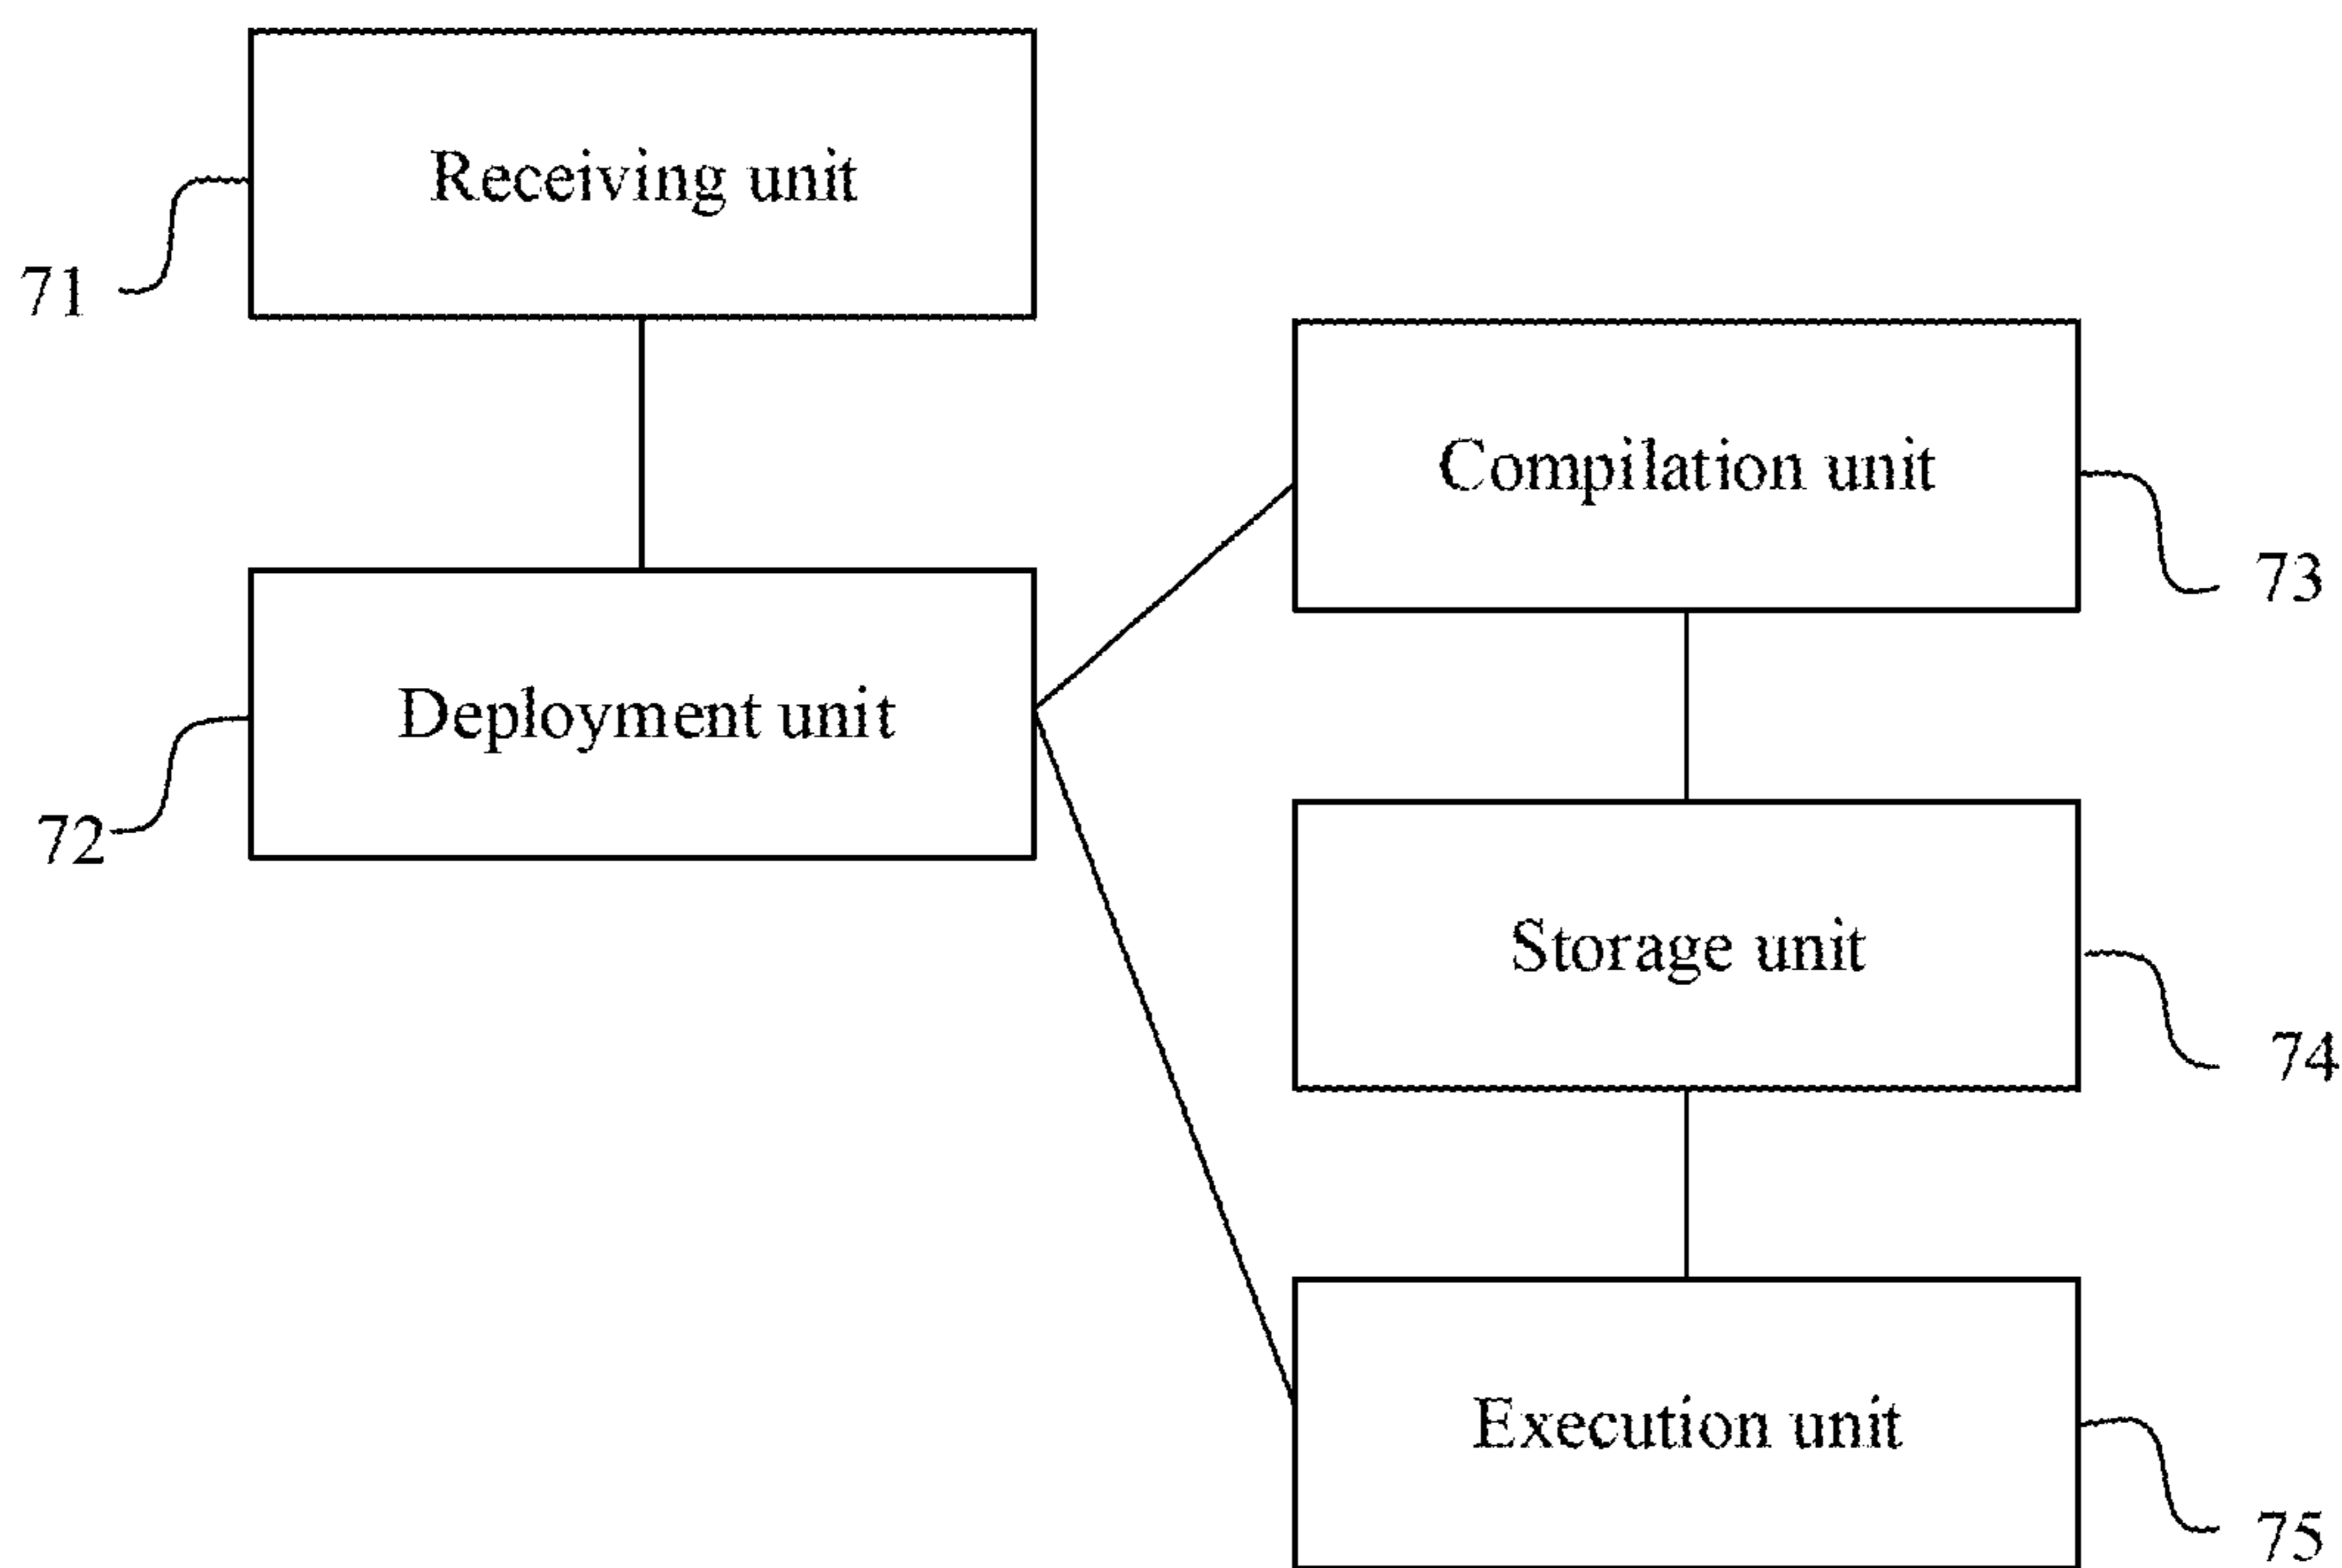 Receiving unit
71
Compilation unit
73
Deployment unit
72
Storage unit
74
Execution unit
75